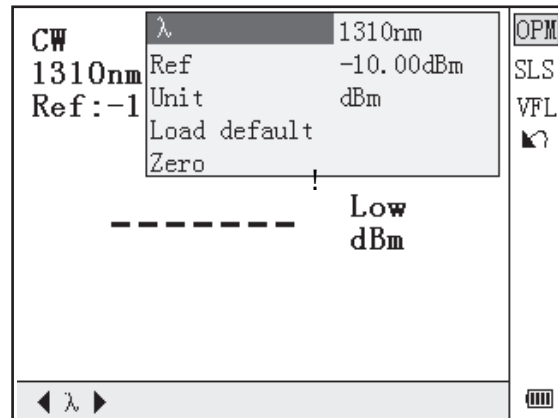 CW
1310nm
Ref:-1
λ 1310nm
Ref -10.00dBm
Unit dBm
Load default
Zero
!
------- Low
dBm
OPM
SLS
VFL
◀ λ ▶